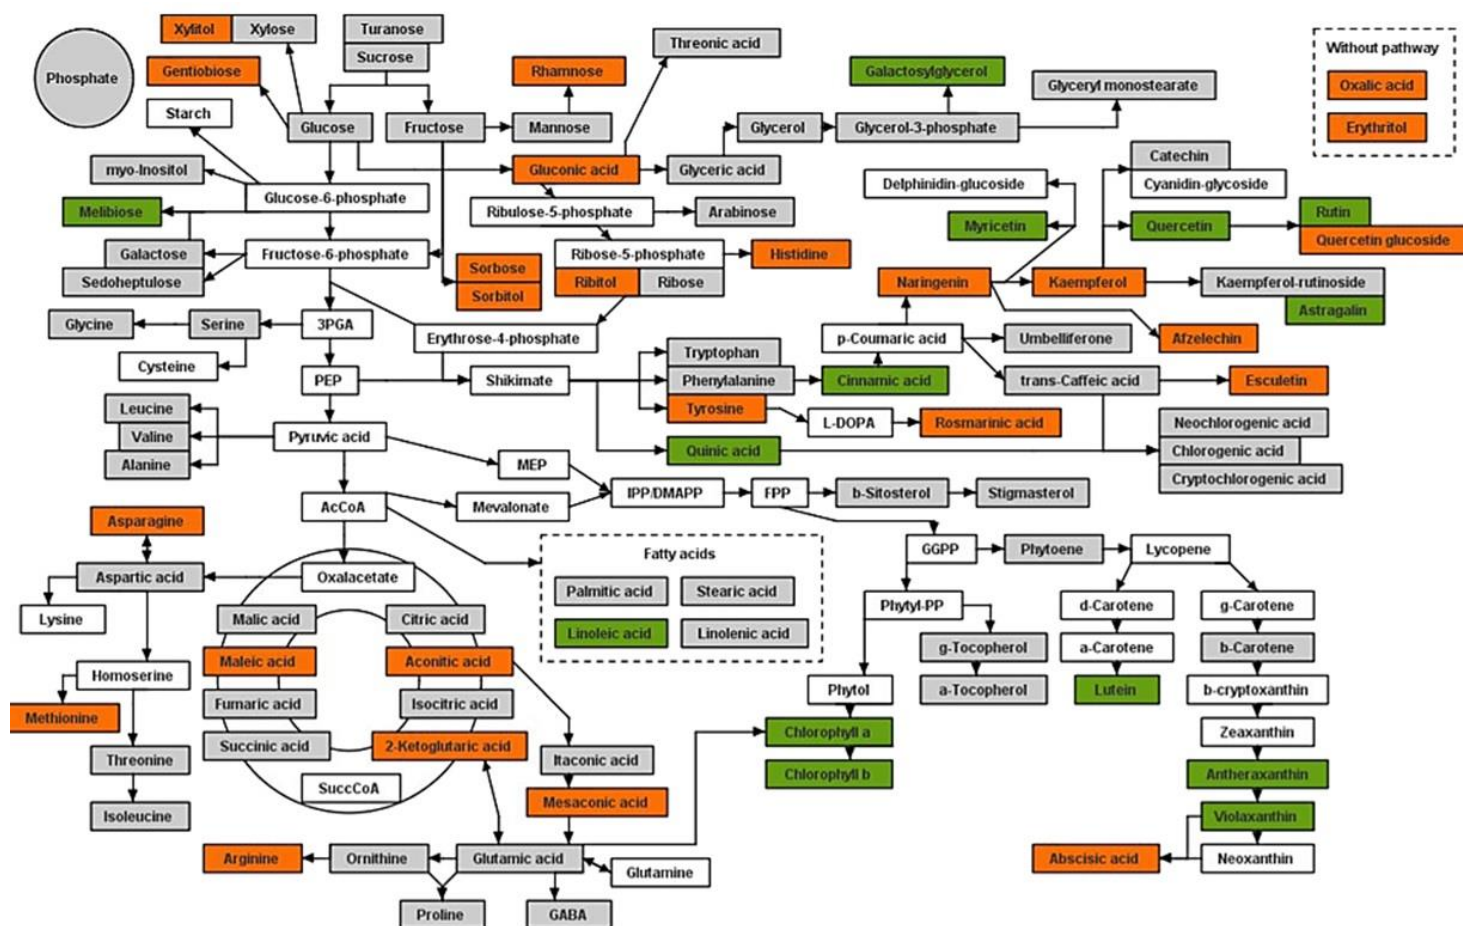 Xylitol
Xylose
Turanose
Sucrose
Threonic acid
Without pathway
Oxalic acid
Erythritol
Phosphate
Gentiobiose
Rhamnose
Galactosylglycerol
Glyceryl monostearate
Starch
Glucose
Fructose
Mannose
Glycerol
Glycerol-3-phosphate
myo-Inositol
Gluconic acid
Glyceric acid
Catechin
Cyanidin-glycoside
Delphinidin-glucoside
Glucose-6-phosphate
Melibiose
Ribulose-5-phosphate
Arabinose
Myricetin
Quercetin
Rutin
Quercetin glucoside
Galactose
Fructose-6-phosphate
Sedoheptulose
Sorbose
Sorbitol
Ribose-5-phosphate
Ribitol
Ribose
Histidine
Naringenin
Kaempferol
Kaempferol-rutinoside
Astragalin
Glycine
Serine
3PGA
Erythrose-4-phosphate
p-Coumaric acid
Umbelliferone
Afzelechin
Cysteine
PEP
Shikimate
Tryptophan
Phenylalanine
Tyrosine
Cinnamic acid
trans-Caffeic acid
Esculetin
Leucine
Valine
Alanine
Pyruvic acid
L-DOPA
Rosmarinic acid
Neochlorogenic acid
Chlorogenic acid
Cryptochlorogenic acid
Quinic acid
MEP
AcCoA
Mevalonate
IPP/DMAPP
FPP
b-Sitosterol
Stigmasterol
Asparagine
Aspartic acid
Oxalacetate
Fatty acids
Palmitic acid
Stearic acid
Linoleic acid
Linolenic acid
GGPP
Phytoene
Lycopene
Lysine
Malic acid
Citric acid
Phytyl-PP
d-Carotene
g-Carotene
Maleic acid
Aconitic acid
g-Tocopherol
a-Carotene
b-Carotene
Homoserine
Fumaric acid
Isocitric acid
Phytol
a-Tocopherol
Lutein
b-cryptoxanthin
Methionine
Succinic acid
2-Ketoglutaric acid
Chlorophyll a
Zeaxanthin
Threonine
Itaconic acid
Chlorophyll b
Antheraxanthin
SuccCoA
Isoleucine
Mesaconic acid
Violaxanthin
Arginine
Ornithine
Glutamic acid
Glutamine
Abscisic acid
Neoxanthin
Proline
GABA